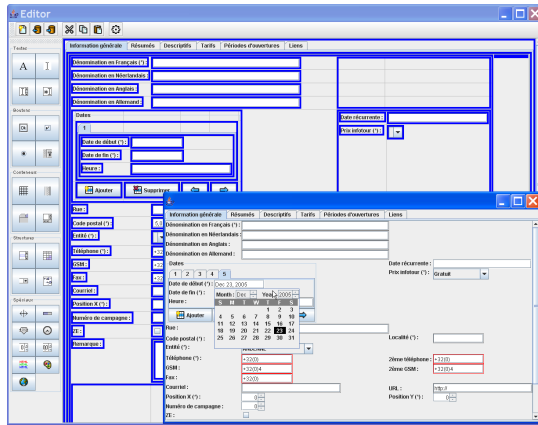 Editor
Textes
A
I
Boutons
Ok
Conteneurs
Structures
Spéciaux
Information générale Résumés Descriptifs Tarifs Périodes d'ouvertures Liens
Dénomination en Français (*) :
Dénomination en Néerlandais :
Dénomination en Anglais :
Dénomination en Allemand :
Dates
1
Date de début (*) :
Date de fin (*) :
Heure :
Ajouter Supprimer
Date récurrente :
Prix infotour (*) :
Rue :
Code postal (*) :
Entité (*) :
Téléphone (*) :
GSM :
Fax :
Courriel :
Position X (*) :
Numéro de campagne :
ZE :
Remarque :
Information générale Résumés Descriptifs Tarifs Périodes d'ouvertures Liens
Dénomination en Français (*) :
Dénomination en Néerlandais :
Dénomination en Anglais :
Dénomination en Allemand :
Dates
1 2 3 4 5
Date de début (*) : Dec 23, 2005
Date de fin (*) :
Heure :
Month : Dec Year : 2005
S M T W T F S
1 2 3
4 5 6 7 8 9 10
11 12 13 14 15 16 17
18 19 20 21 22 23 24
25 26 27 28 29 30 31
Ajouter
Date récurrente :
Prix infotour (*) : Gratuit
Rue :
Code postal (*) : Localité (*) :
Entité (*) :
Téléphone (*) : +32(0) 2ème téléphone : +32(0)
GSM : +32(0)4 2ème GSM : +32(0)4
Fax : +32(0)
Courriel : URL : http://
Position X (*) : 0 Position Y (*) : 0
Numéro de campagne : 0
ZE :